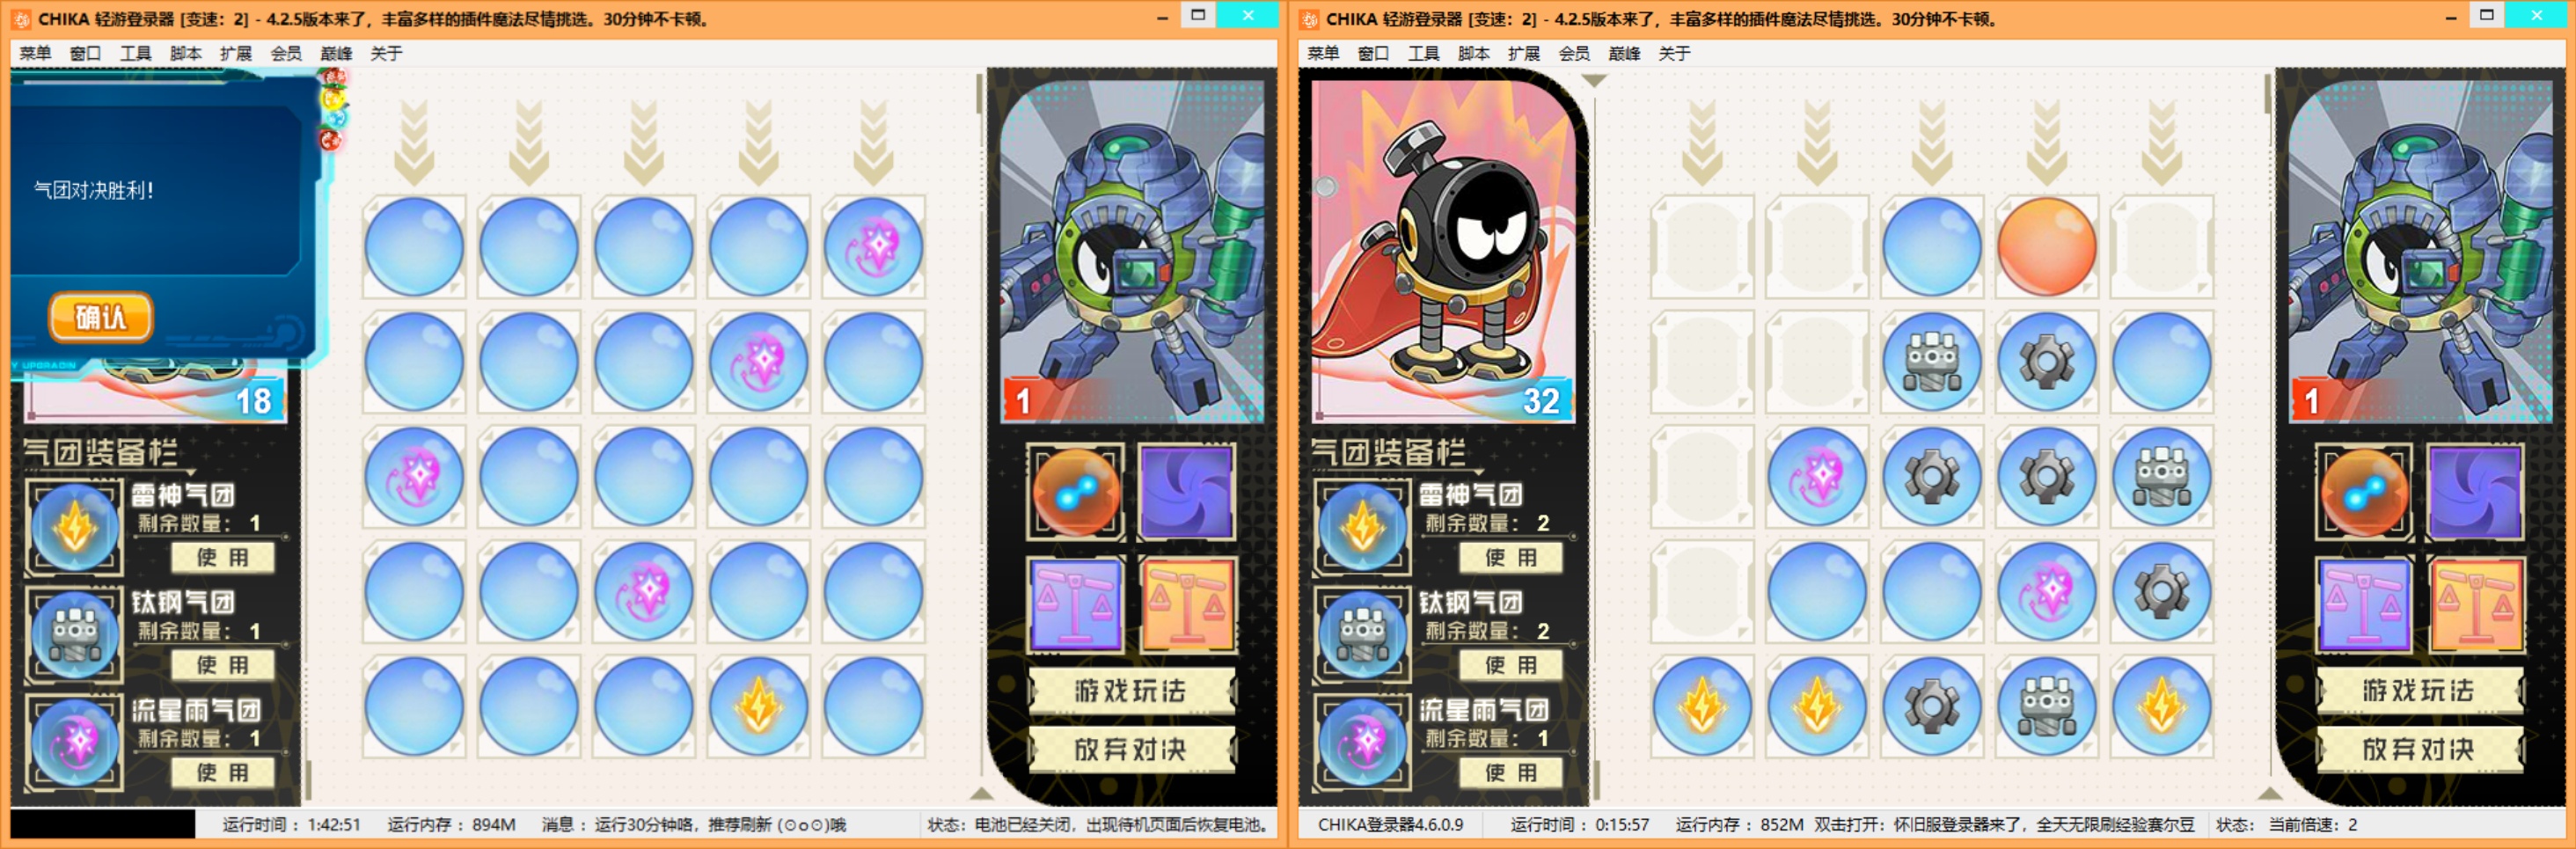 CHIKA 轻游登录器 [变速：2] - 4.2.5版本来了，丰富多样的插件魔法尽情挑选。30分钟不卡顿。
菜单 窗口 工具 脚本 扩展 会员 巅峰 关于
气团对决胜利！
确认
Y UPGRADIN
18
1
气团装备栏
雷神气团
剩余数量：1
使用
钛钢气团
剩余数量：1
使用
流星雨气团
剩余数量：1
使用
游戏玩法
放弃对决
运行时间：1:42:51 运行内存：894M 消息：运行30分钟咯，推荐刷新 (⊙o⊙)哦 状态：电池已经关闭，出现待机页面后恢复电池。
CHIKA 轻游登录器 [变速：2] - 4.2.5版本来了，丰富多样的插件魔法尽情挑选。30分钟不卡顿。
菜单 窗口 工具 脚本 扩展 会员 巅峰 关于
32
1
气团装备栏
雷神气团
剩余数量：2
使用
钛钢气团
剩余数量：2
使用
流星雨气团
剩余数量：1
使用
游戏玩法
放弃对决
CHIKA登录器4.6.0.9 运行时间：0:15:57 运行内存：852M 双击打开：怀旧服登录器来了，全天无限刷经验赛尔豆 状态： 当前倍速：2